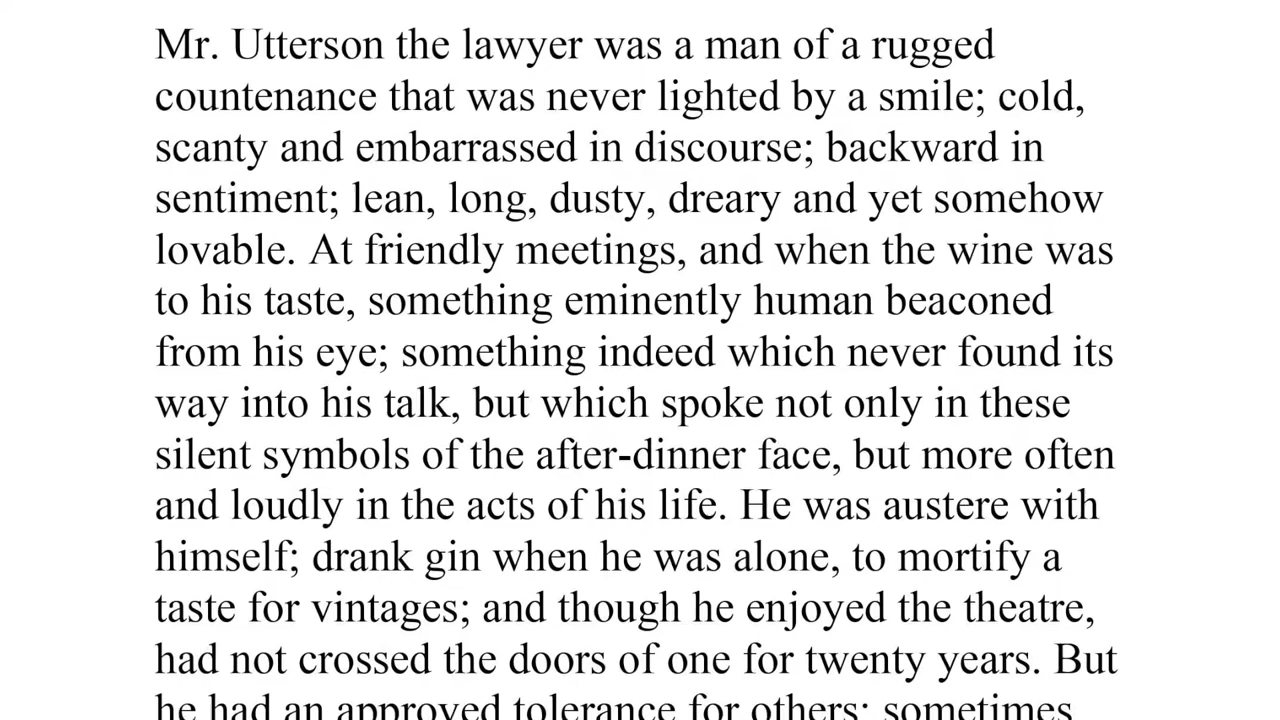 Mr. Utterson the lawyer was a man of a rugged
countenance that was never lighted by a smile; cold,
scanty and embarrassed in discourse; backward in
sentiment; lean, long, dusty, dreary and yet somehow
lovable. At friendly meetings, and when the wine was
to his taste, something eminently human beaconed
from his eye; something indeed which never found its
way into his talk, but which spoke not only in these
silent symbols of the after-dinner face, but more often
and loudly in the acts of his life. He was austere with
himself; drank gin when he was alone, to mortify a
taste for vintages; and though he enjoyed the theatre,
had not crossed the doors of one for twenty years. But
he had an approved tolerance for others; sometimes